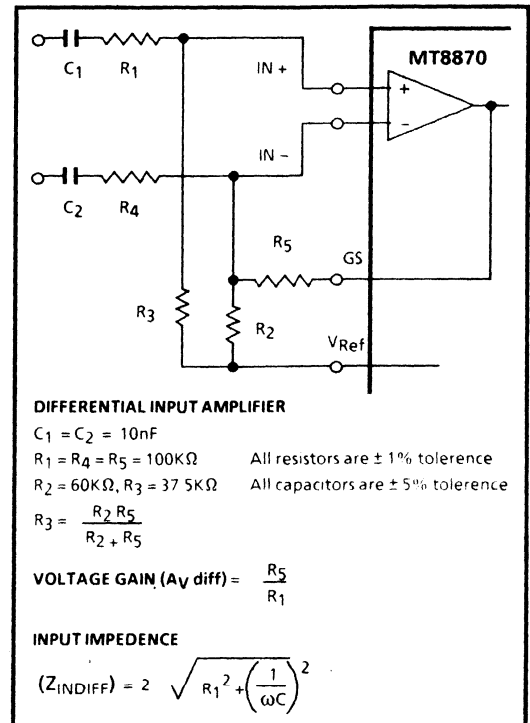 MT8870
C1 R1 IN +
+
−
IN −
C2 R4
R5 GS
R3 R2
VRef
DIFFERENTIAL INPUT AMPLIFIER
C1 = C2 = 10nF
R1 = R4 = R5 = 100KΩ All resistors are ± 1% tolerence
R2 = 60KΩ, R3 = 37 5KΩ All capacitors are ± 5% tolerence
R3 = R2 R5 / R2 + R5
VOLTAGE GAIN (AV diff) = R5 / R1
INPUT IMPEDENCE
(ZINDIFF) = 2 √ R1² + (1 / ωC)²